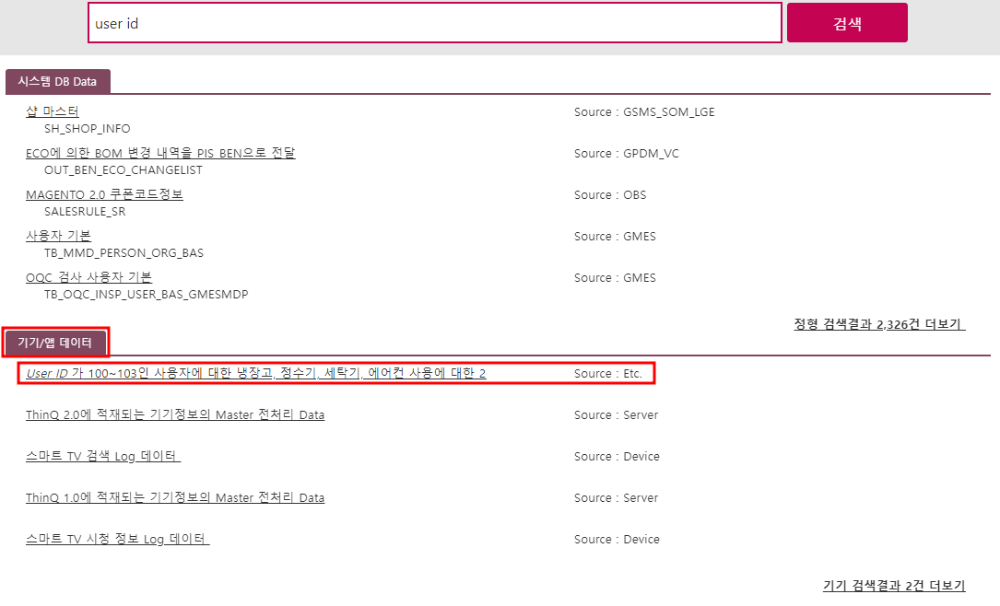 user id
검색
시스템 DB Data
샵 마스터
Source : GSMS_SOM_LGE
SH_SHOP_INFO
ECO에 의한 BOM 변경 내역을 PIS BEN으로 전달
Source : GPDM_VC
OUT_BEN_ECO_CHANGELIST
MAGENTO 2.0 쿠폰코드정보
Source : OBS
SALESRULE_SR
사용자 기본
Source : GMES
TB_MMD_PERSON_ORG_BAS
OQC 검사 사용자 기본
Source : GMES
TB_OQC_INSP_USER_BAS_GMESMDP
정형 검색결과 2,326건 더보기
기기/앱 데이터
User ID 가 100~103인 사용자에 대한 냉장고, 정수기, 세탁기, 에어컨 사용에 대한 2
Source : Etc.
ThinQ 2.0에 적재되는 기기정보의 Master 전처리 Data
Source : Server
스마트 TV 검색 Log 데이터
Source : Device
ThinQ 1.0에 적재되는 기기정보의 Master 전처리 Data
Source : Server
스마트 TV 시청 정보 Log 데이터
Source : Device
기기 검색결과 2건 더보기